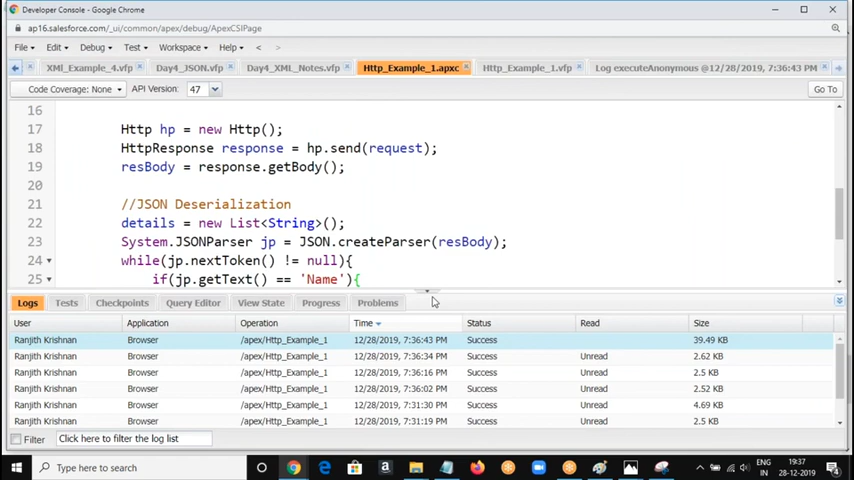 Developer Console - Google Chrome
ap16.salesforce.com/_ui/common/apex/debug/ApexCSIPage
File Edit Debug Test Workspace Help < >
XMl_Example_4.vfp Day4_JSON.vfp Day4_XML_Notes.vfp Http_Example_1.apxc Http_Example_1.vfp Log executeAnonymous @12/28/2019, 7:36:43 PM
Code Coverage: None API Version: 47 Go To
16
17 Http hp = new Http();
18 HttpResponse response = hp.send(request);
19 resBody = response.getBody();
20
21 //JSON Deserialization
22 details = new List<String>();
23 System.JSONParser jp = JSON.createParser(resBody);
24 while(jp.nextToken() != null){
25 if(jp.getText() == 'Name'){
Logs Tests Checkpoints Query Editor View State Progress Problems
User Application Operation Time Status Read Size
Ranjith Krishnan Browser /apex/Http_Example_1 12/28/2019, 7:36:43 PM Success 39.49 KB
Ranjith Krishnan Browser /apex/Http_Example_1 12/28/2019, 7:36:34 PM Success Unread 2.62 KB
Ranjith Krishnan Browser /apex/Http_Example_1 12/28/2019, 7:36:16 PM Success Unread 2.5 KB
Ranjith Krishnan Browser /apex/Http_Example_1 12/28/2019, 7:36:02 PM Success Unread 2.52 KB
Ranjith Krishnan Browser /apex/Http_Example_1 12/28/2019, 7:31:30 PM Success Unread 4.69 KB
Ranjith Krishnan Browser /apex/Http_Example_1 12/28/2019, 7:31:19 PM Success Unread 2.5 KB
Filter Click here to filter the log list
Type here to search
ENG 19:37
IN 28-12-2019 4